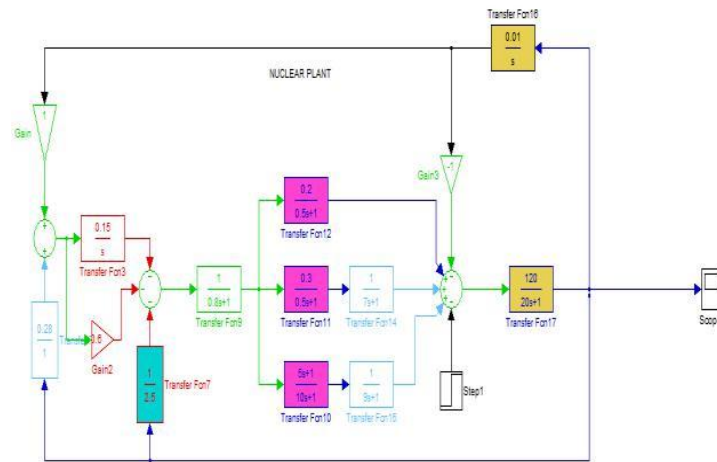 Transfer Fcn16
0.01
s
NUCLEAR PLANT
1
Gain
-1
Gain3
0.2
0.5s+1
Transfer Fcn12
0.15
s
Transfer Fcn3
1
0.8s+1
Transfer Fcn9
0.3
0.5s+1
Transfer Fcn11
1
7s+1
Transfer Fcn14
120
20s+1
Transfer Fcn17
Scop
0.28
1
3.6
Gain2
1
2.5
Transfer Fcn7
5s+1
10s+1
Transfer Fcn10
1
9s+1
Transfer Fcn15
Step1